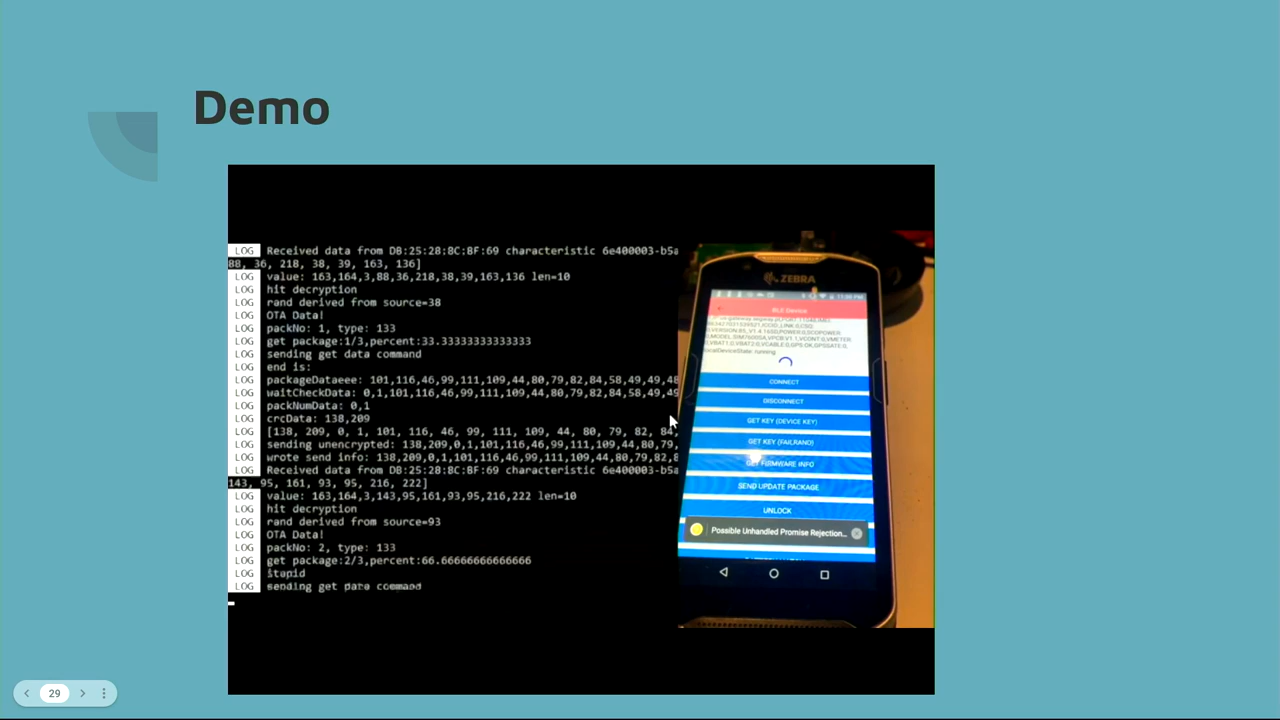 Demo
LOG Received data from DB:25:28:8C:BF:69 characteristic 6e400003-b5a
88, 36, 218, 38, 39, 163, 136]
LOG value: 163,164,3,88,36,218,38,39,163,136 len=10
LOG hit decryption
LOG rand derived from source=38
LOG OTA Data!
LOG packNo: 1, type: 133
LOG get package:1/3,percent:33.33333333333333
LOG sending get data command
LOG end is:
LOG packageDataeee: 101,116,46,99,111,109,44,80,79,82,84,58,49,49,48
LOG waitCheckData: 0,1,101,116,46,99,111,109,44,80,79,82,84,58,49,49
LOG packNumData: 0,1
LOG crcData: 138,209
LOG [138, 209, 0, 1, 101, 116, 46, 99, 111, 109, 44, 80, 79, 82, 84,
LOG sending unencrypted: 138,209,0,1,101,116,46,99,111,109,44,80,79,
LOG wrote send info: 138,209,0,1,101,116,46,99,111,109,44,80,79,82,8
LOG Received data from DB:25:28:8C:BF:69 characteristic 6e400003-b5a
143, 95, 161, 93, 95, 216, 222]
LOG value: 163,164,3,143,95,161,93,95,216,222 len=10
LOG hit decryption
LOG rand derived from source=93
LOG OTA Data!
LOG packNo: 2, type: 133
LOG get package:2/3,percent:66.66666666666666
LOG stupid
LOG sending get data command
ZEBRA
BLE Device
running
CONNECT
DISCONNECT
GET KEY (DEVICE KEY)
GET KEY (FAILRAND)
GET FIRMWARE INFO
SEND UPDATE PACKAGE
UNLOCK
Possible Unhandled Promise Rejection...
29